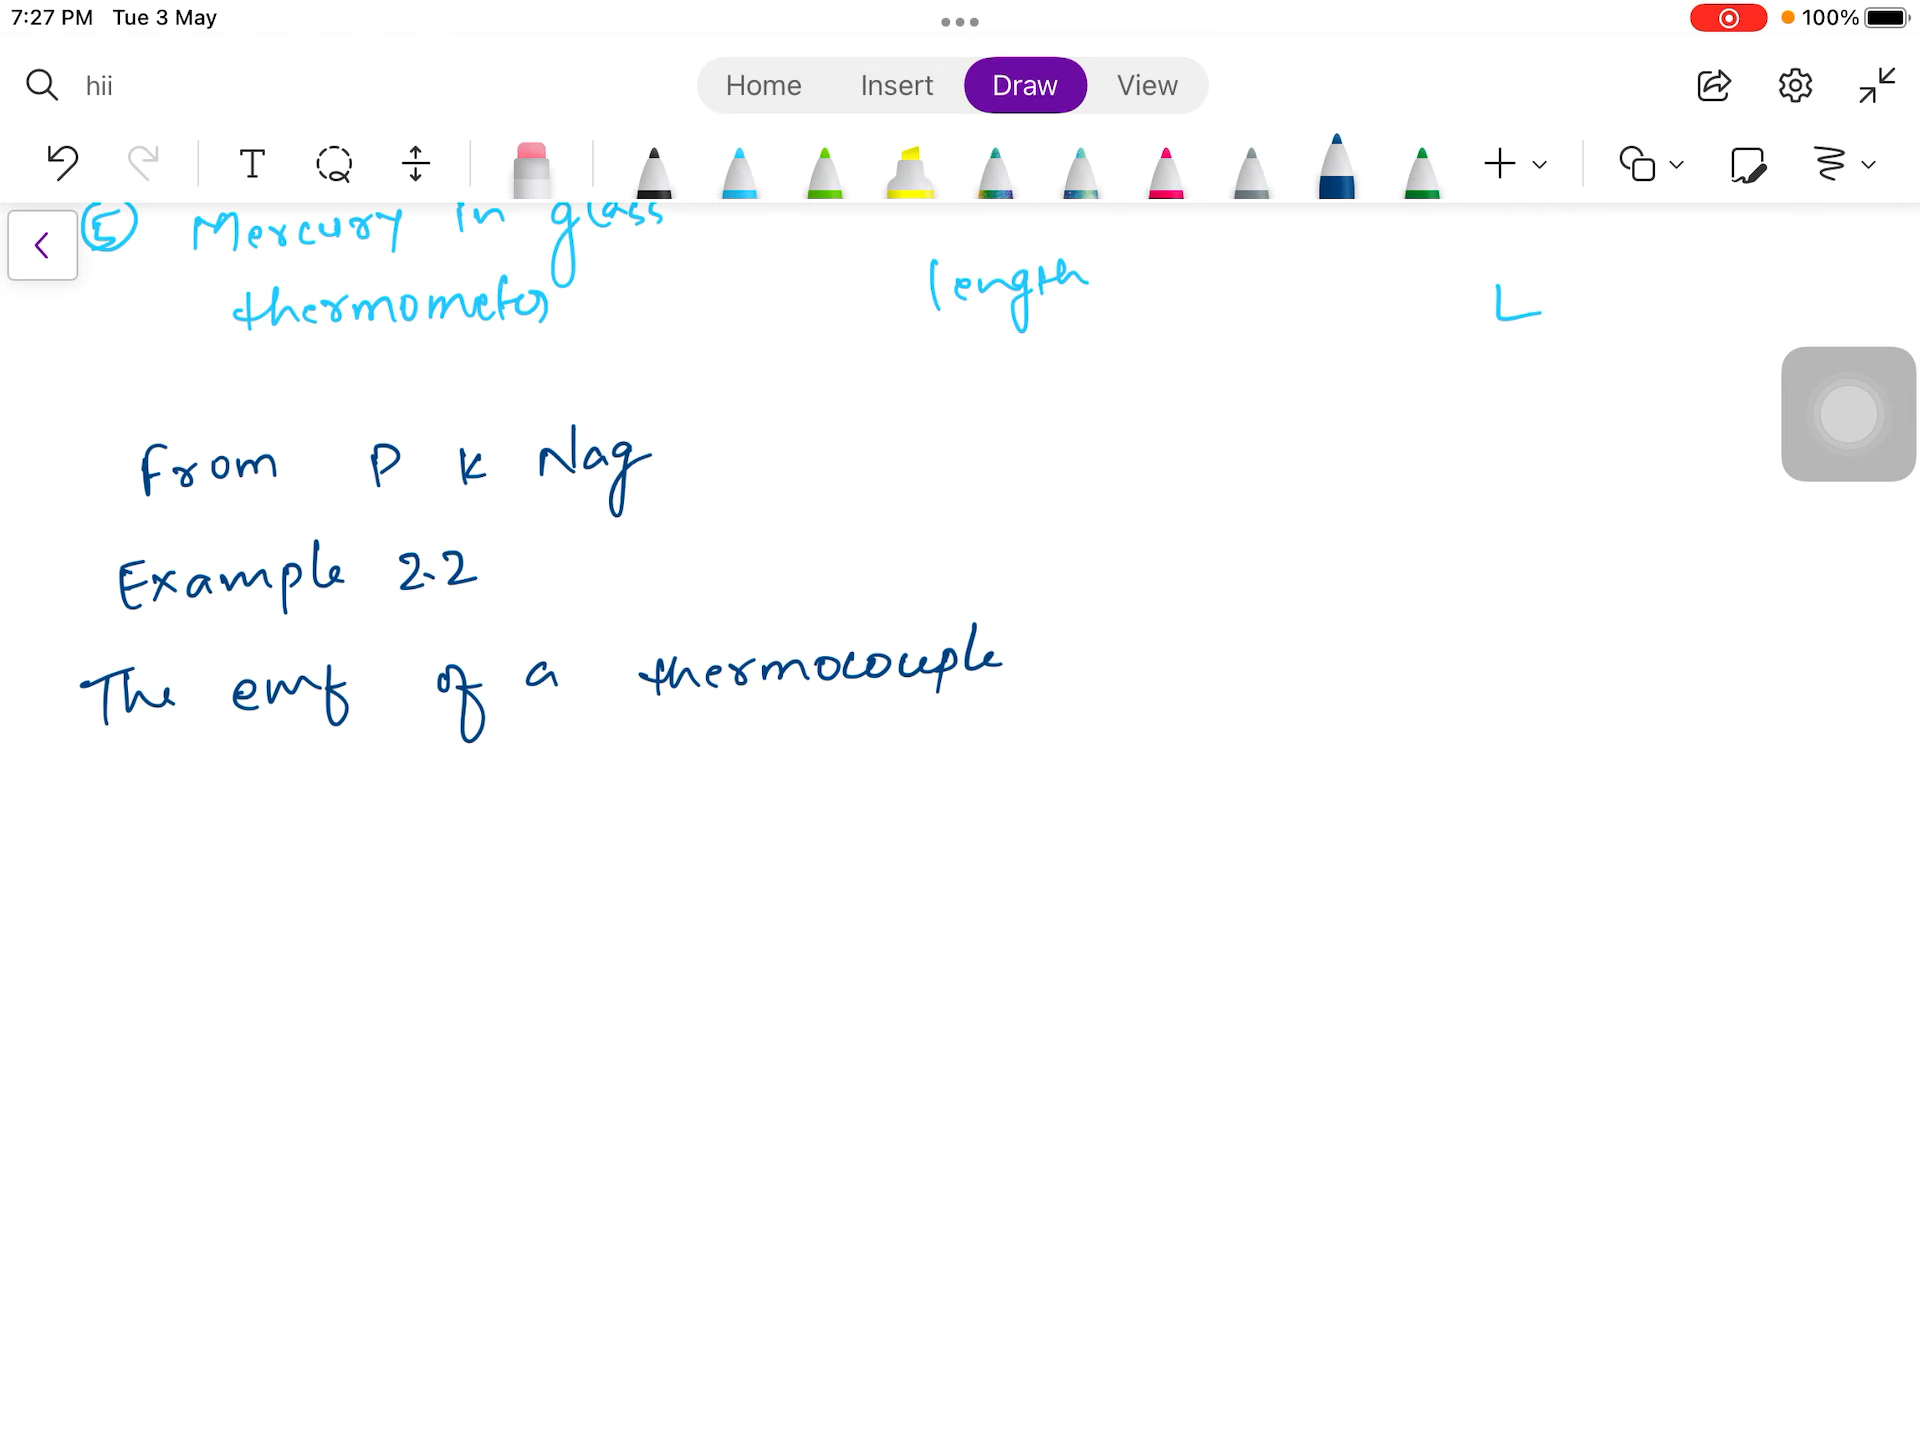 7:27 PM Tue 3 May
100%
hii
Home Insert Draw View
T
5 Mercury in glass
thermometer
length
L
From P K Nag
Example 2.2
The emf of a thermocouple